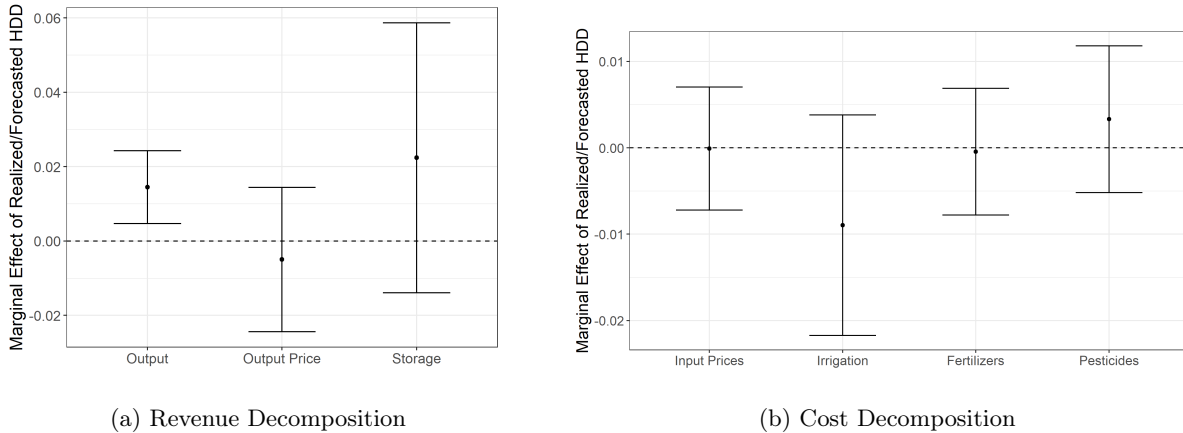 Marginal Effect of Realized/Forecasted HDD
0.06
0.04
0.02
0.00
-0.02
Output
Output Price
Storage
(a) Revenue Decomposition
Marginal Effect of Realized/Forecasted HDD
0.01
0.00
-0.01
-0.02
Input Prices
Irrigation
Fertilizers
Pesticides
(b) Cost Decomposition